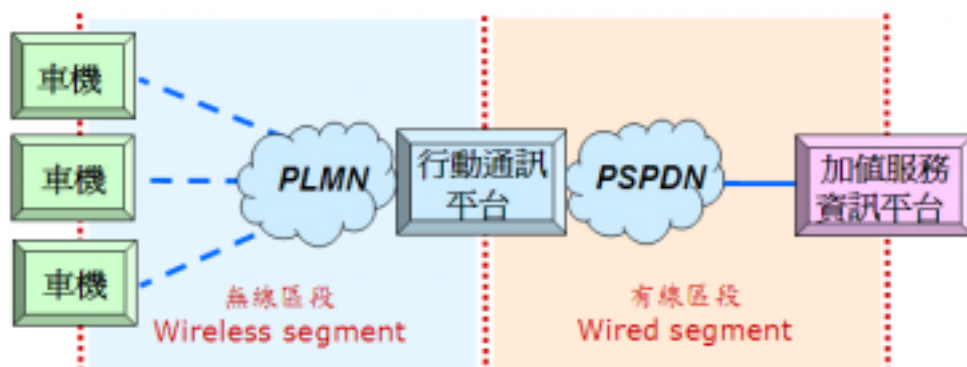 車機
車機
車機
PLMN
行動通訊
平台
PSPDN
加值服務
資訊平台
無線區段
Wireless segment
有線區段
Wired segment